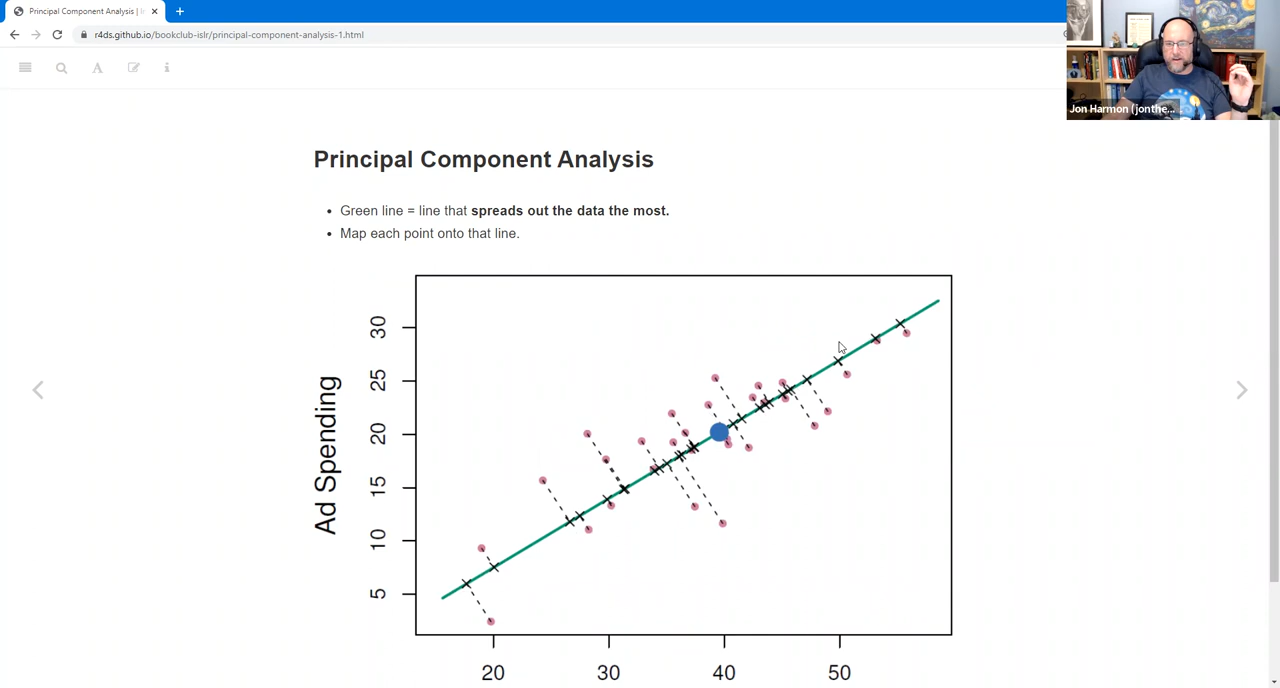 Principal Component Analysis | I
r4ds.github.io/bookclub-islr/principal-component-analysis-1.html
Jon Harmon (jonthe...
Principal Component Analysis
Green line = line that spreads out the data the most.
Map each point onto that line.
Ad Spending
30
25
20
15
10
5
20 30 40 50